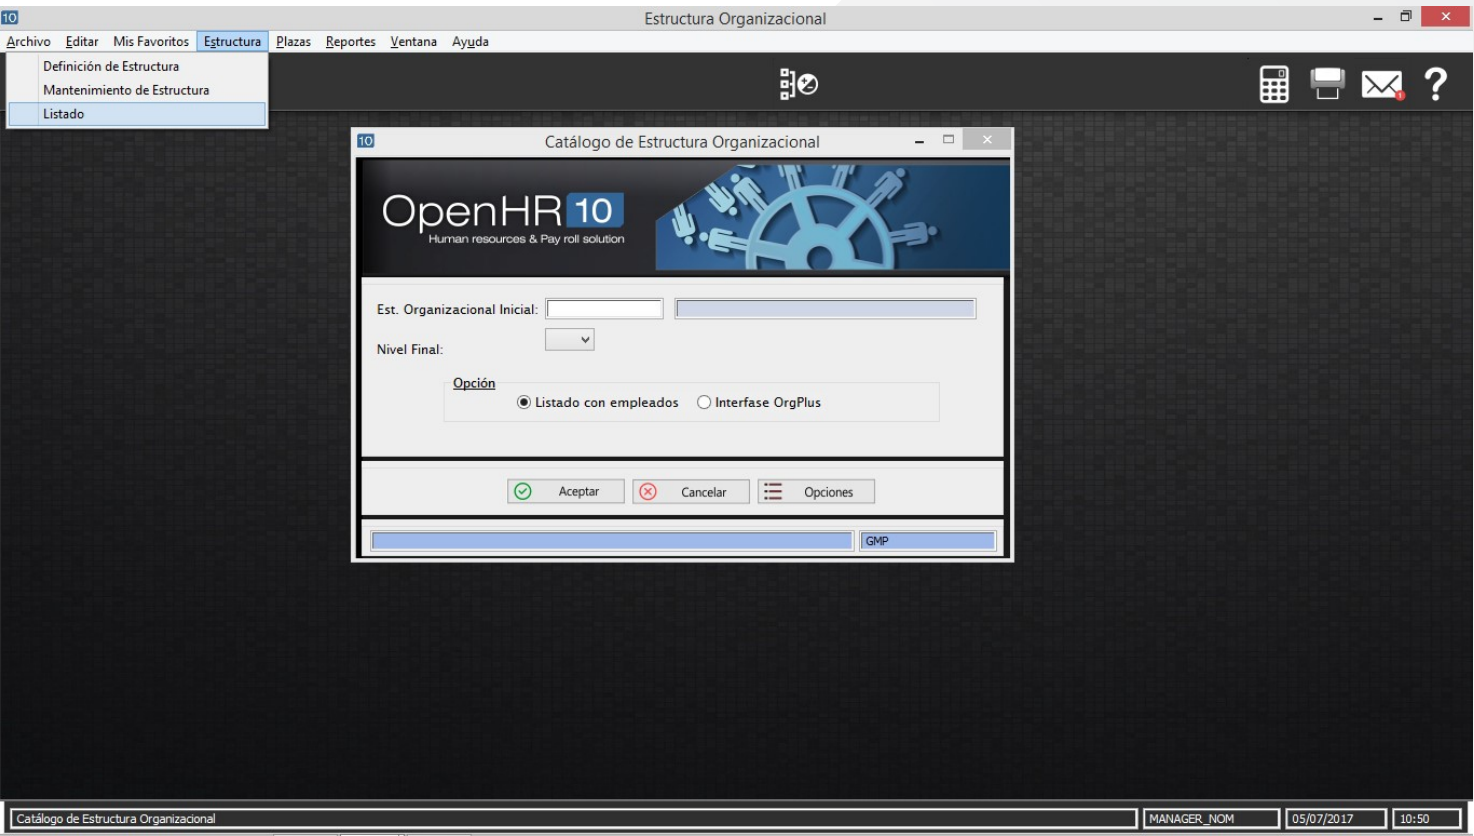 10
Estructura Organizacional
Archivo Editar Mis Favoritos Estructura Plazas Reportes Ventana Ayuda
Definición de Estructura
Mantenimiento de Estructura
Listado
1
10
Catálogo de Estructura Organizacional
OpenHR 10
Human resources & Pay roll solution
Est. Organizacional Inicial:
Nivel Final:
Opción
Listado con empleados Interfase OrgPlus
Aceptar Cancelar Opciones
GMP
Catálogo de Estructura Organizacional MANAGER_NOM 05/07/2017 10:50